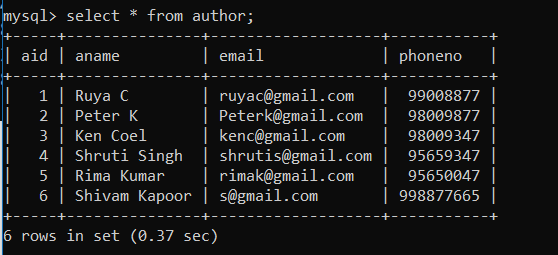 mysql> select * from author;
+-----+---------------+-------------------+-----------+
| aid | aname         | email             | phoneno   |
+-----+---------------+-------------------+-----------+
|   1 | Ruya C        | ruyac@gmail.com   |  99008877 |
|   2 | Peter K       | Peterk@gmail.com  |  98009877 |
|   3 | Ken Coel      | kenc@gmail.com    |  98009347 |
|   4 | Shruti Singh  | shrutis@gmail.com |  95659347 |
|   5 | Rima Kumar    | rimak@gmail.com   |  95650047 |
|   6 | Shivam Kapoor | s@gmail.com       | 998877665 |
+-----+---------------+-------------------+-----------+
6 rows in set (0.37 sec)